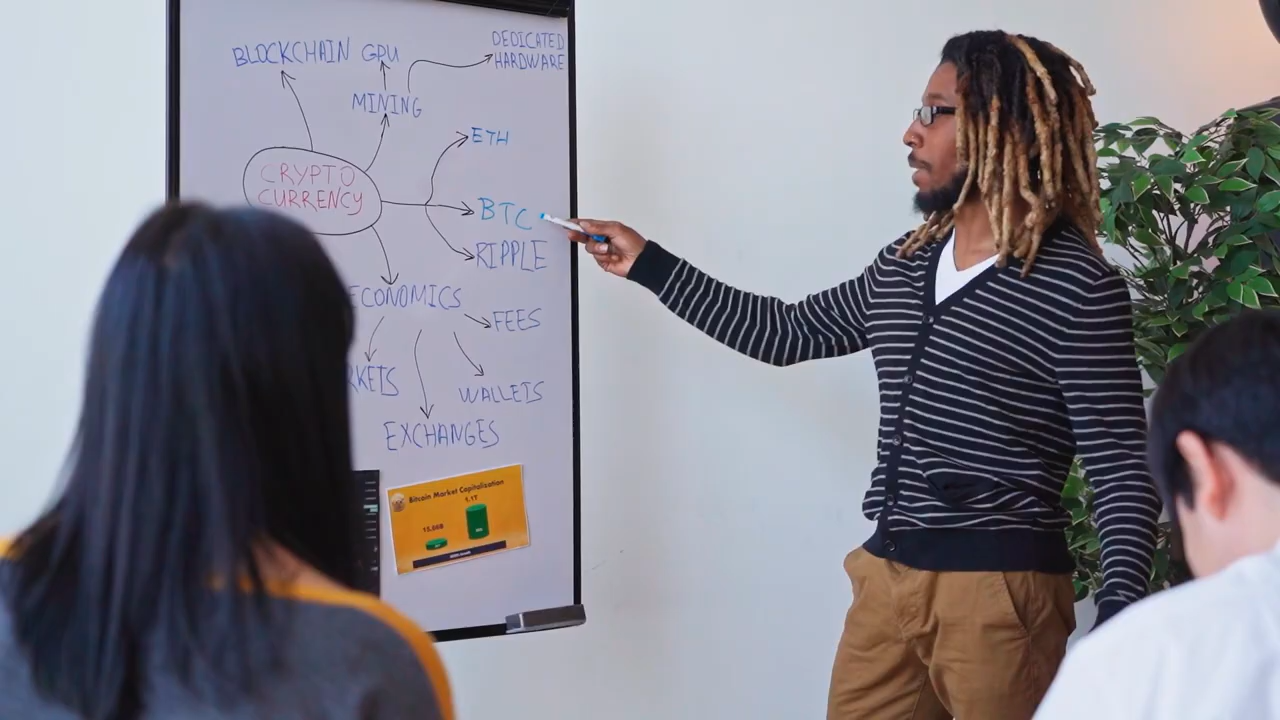 BLOCKCHAIN GPU
DEDICATED
HARDWARE
MINING
ETH
CRYPTO
CURRENCY
BTC
RIPPLE
ECONOMICS
FEES
RKETS
WALLETS
EXCHANGES
Bitcoin Market Capitalization
1.1T
15.66B